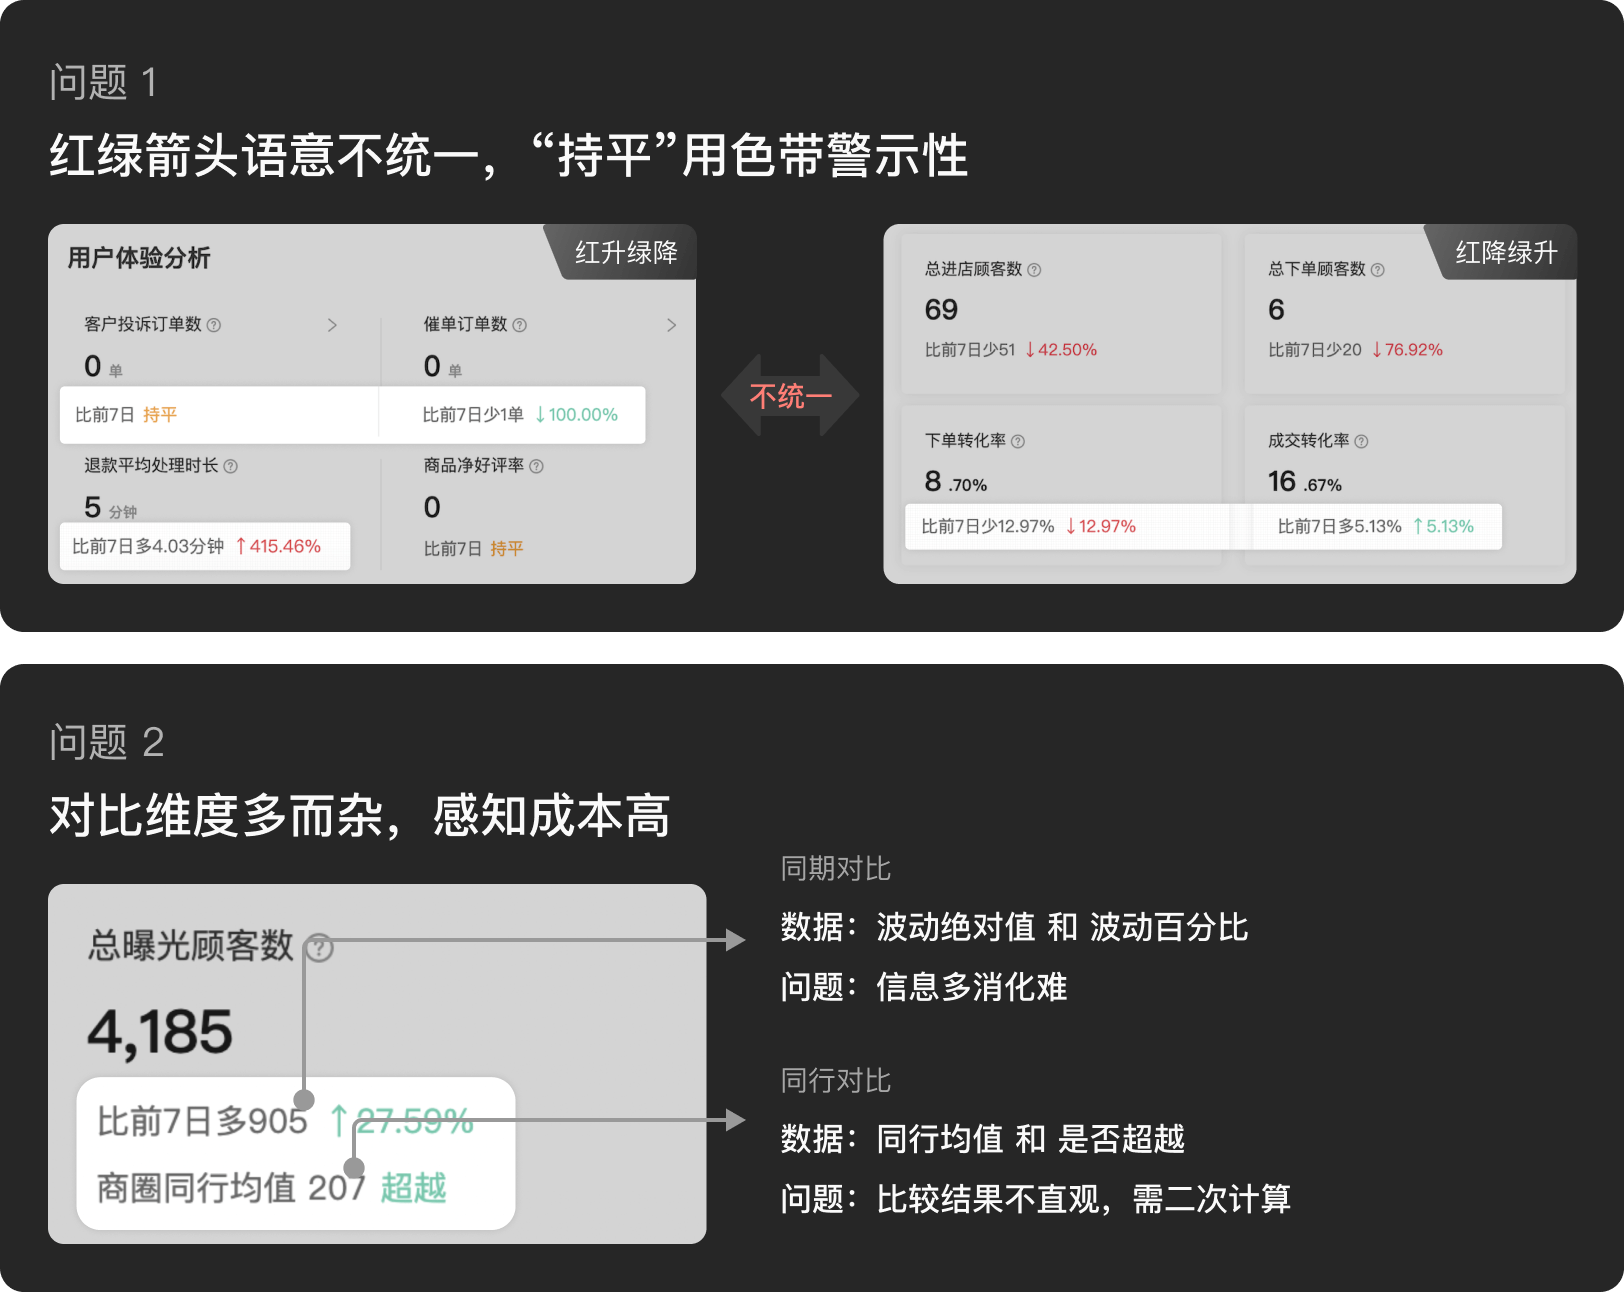 问题 1
红绿箭头语意不统一，“持平”用色带警示性
用户体验分析
红升绿降
客户投诉订单数
催单订单数
0 单
0 单
比前7日 持平
比前7日少1单 ↓100.00%
退款平均处理时长
商品净好评率
5 分钟
0
比前7日多4.03分钟 ↑415.46%
比前7日 持平
不统一
红降绿升
总进店顾客数
总下单顾客数
69
6
比前7日少51 ↓42.50%
比前7日少20 ↓76.92%
下单转化率
成交转化率
8 .70%
16 .67%
比前7日少12.97% ↓12.97%
比前7日多5.13% ↑5.13%
问题 2
对比维度多而杂，感知成本高
总曝光顾客数
4,185
比前7日多905 ↑27.59%
商圈同行均值 207 超越
同期对比
数据：波动绝对值 和 波动百分比
问题：信息多消化难
同行对比
数据：同行均值 和 是否超越
问题：比较结果不直观，需二次计算